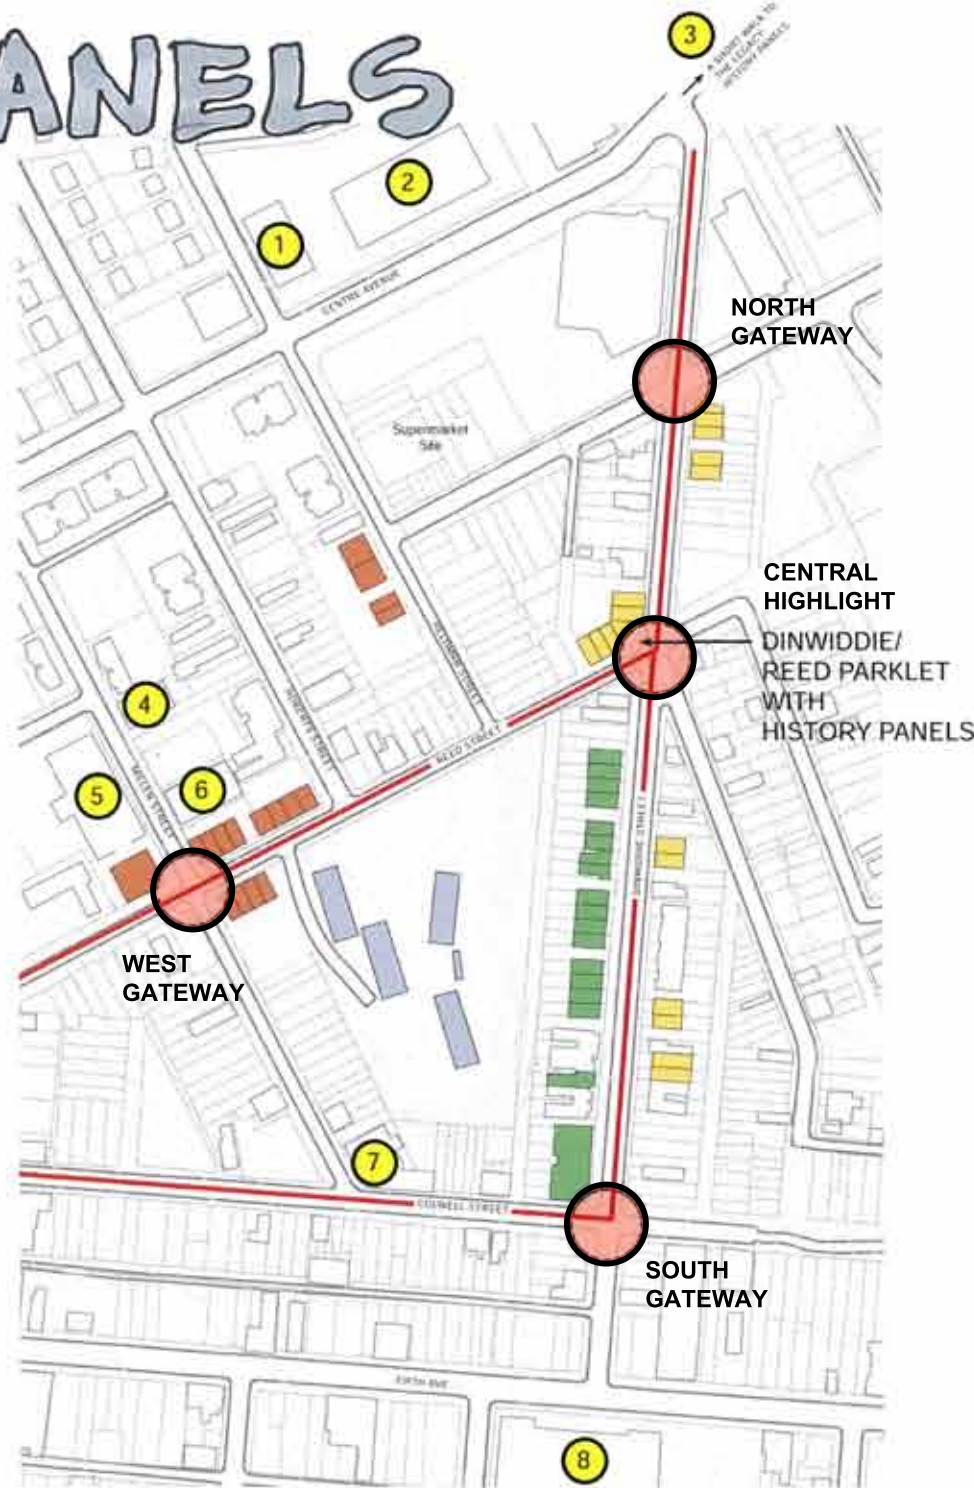 ANELS
3
A SHORT WALK TO
THE LEGACY
HISTORY PANELS
2
1
CENTRE AVENUE
NORTH
GATEWAY
Supermarket
Site
CENTRAL
HIGHLIGHT
DINWIDDIE/
REED PARKLET
WITH
HISTORY PANELS
4
REED STREET
5
6
DINWIDDIE STREET
WEST
GATEWAY
7
COLWELL STREET
SOUTH
GATEWAY
FIFTH AVE
8